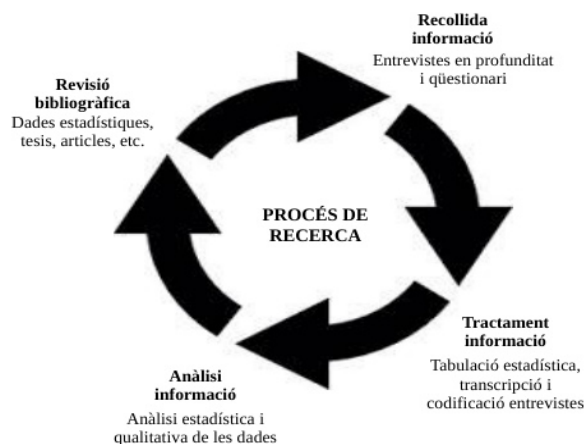 Recollida
informació
Entrevistes en profunditat
i qüestionari
Revisió
bibliogràfica
Dades estadístiques,
tesis, articles, etc.
PROCÉS DE
RECERCA
Tractament
informació
Tabulació estadística,
transcripció i
codificació entrevistes
Anàlisi
informació
Anàlisi estadística i
qualitativa de les dades